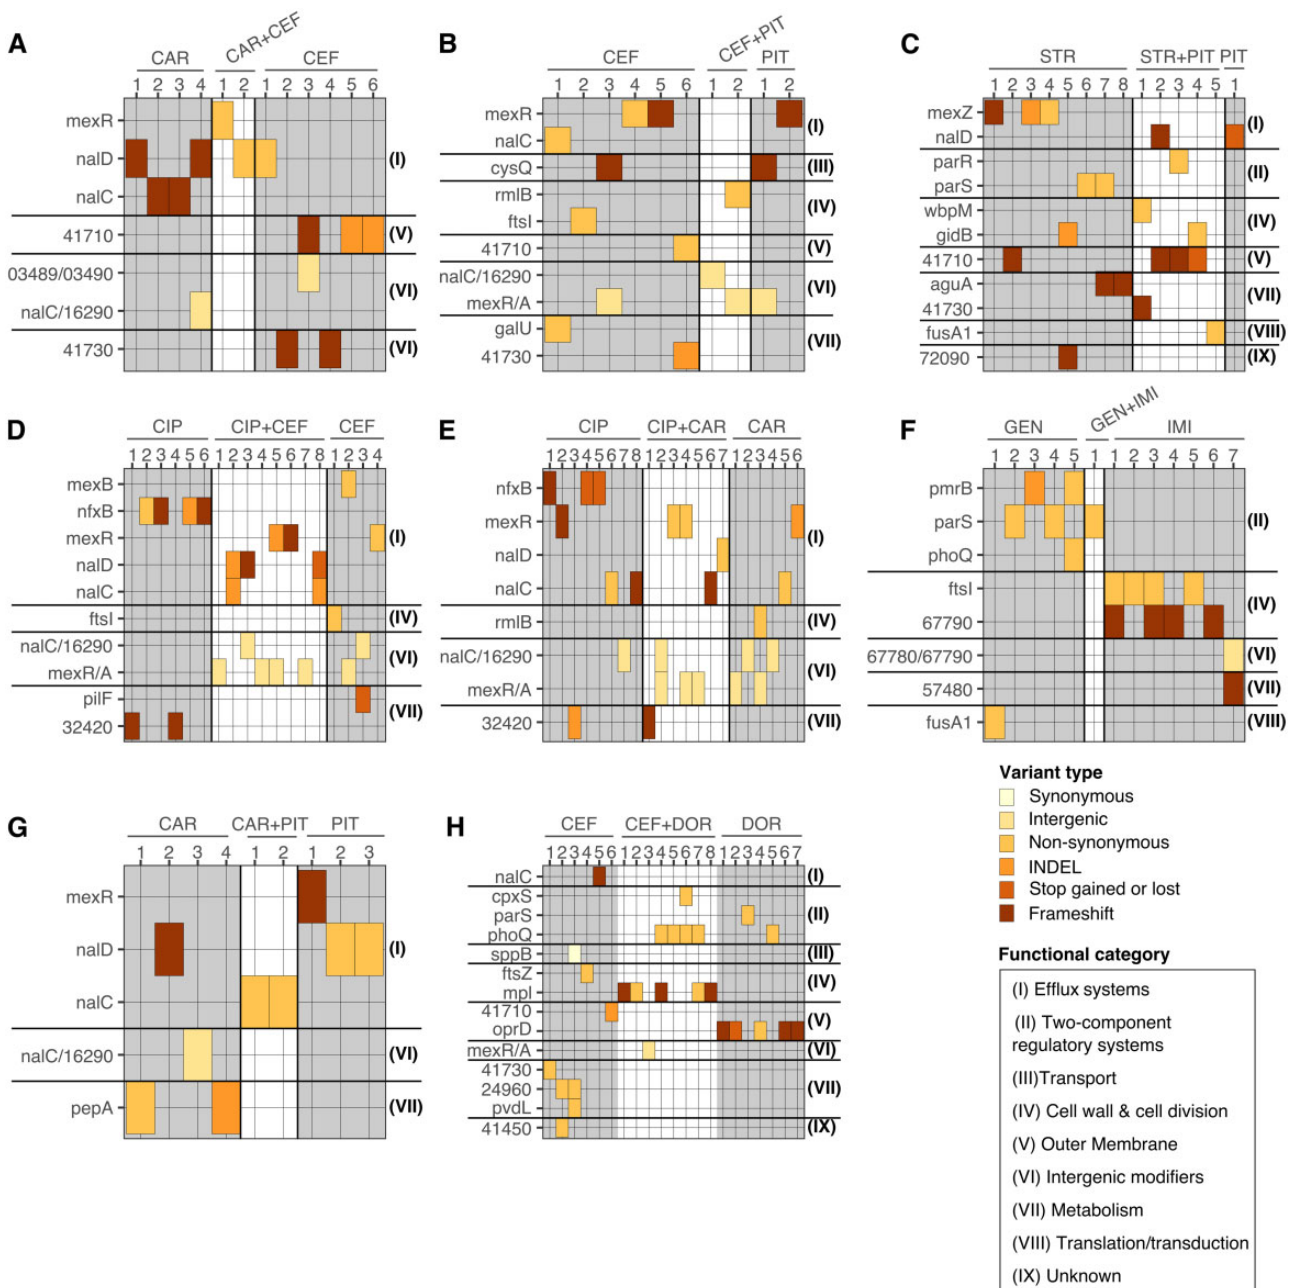 A
CAR
CAR+CEF
CEF
1 2 3 4 1 2 1 2 3 4 5 6
mexR
nalD
(I)
nalC
41710
(V)
03489/03490
(VI)
nalC/16290
41730
(VI)
B
CEF
CEF+PIT
PIT
1 2 3 4 5 6 1 2 1 2
mexR
(I)
nalC
cysQ
(III)
rmlB
(IV)
ftsI
41710
(V)
nalC/16290
(VI)
mexR/A
galU
(VII)
41730
C
STR
STR+PIT
PIT
1 2 3 4 5 6 7 8 1 2 3 4 5 1
mexZ
(I)
nalD
parR
(II)
parS
wbpM
(IV)
gidB
41710
(V)
aguA
(VII)
41730
fusA1
(VIII)
72090
(IX)
D
CIP
CIP+CEF
CEF
1 2 3 4 5 6 1 2 3 4 5 6 7 8 1 2 3 4
mexB
nfxB
mexR
(I)
nalD
nalC
ftsI
(IV)
nalC/16290
(VI)
mexR/A
pilF
(VII)
32420
E
CIP
CIP+CAR
CAR
1 2 3 4 5 6 7 8 1 2 3 4 5 6 7 1 2 3 4 5 6
nfxB
mexR
(I)
nalD
nalC
rmlB
(IV)
nalC/16290
(VI)
mexR/A
32420
(VII)
F
GEN
GEN+IMI
IMI
1 2 3 4 5 1 1 2 3 4 5 6 7
pmrB
parS
(II)
phoQ
ftsI
(IV)
67790
67780/67790
(VI)
57480
(VII)
fusA1
(VIII)
G
CAR
CAR+PIT
PIT
1 2 3 4 1 2 1 2 3
mexR
nalD
(I)
nalC
nalC/16290
(VI)
pepA
(VII)
H
CEF
CEF+DOR
DOR
1 2 3 4 5 6 1 2 3 4 5 6 7 8 1 2 3 4 5 6 7
nalC
(I)
cpxS
parS
(II)
phoQ
sppB
(III)
ftsZ
(IV)
mpl
41710
(V)
oprD
mexR/A
(VI)
41730
24960
(VII)
pvdL
41450
(IX)
Variant type
Synonymous
Intergenic
Non-synonymous
INDEL
Stop gained or lost
Frameshift
Functional category
(I) Efflux systems
(II) Two-component
regulatory systems
(III)Transport
(IV) Cell wall & cell division
(V) Outer Membrane
(VI) Intergenic modifiers
(VII) Metabolism
(VIII) Translation/transduction
(IX) Unknown